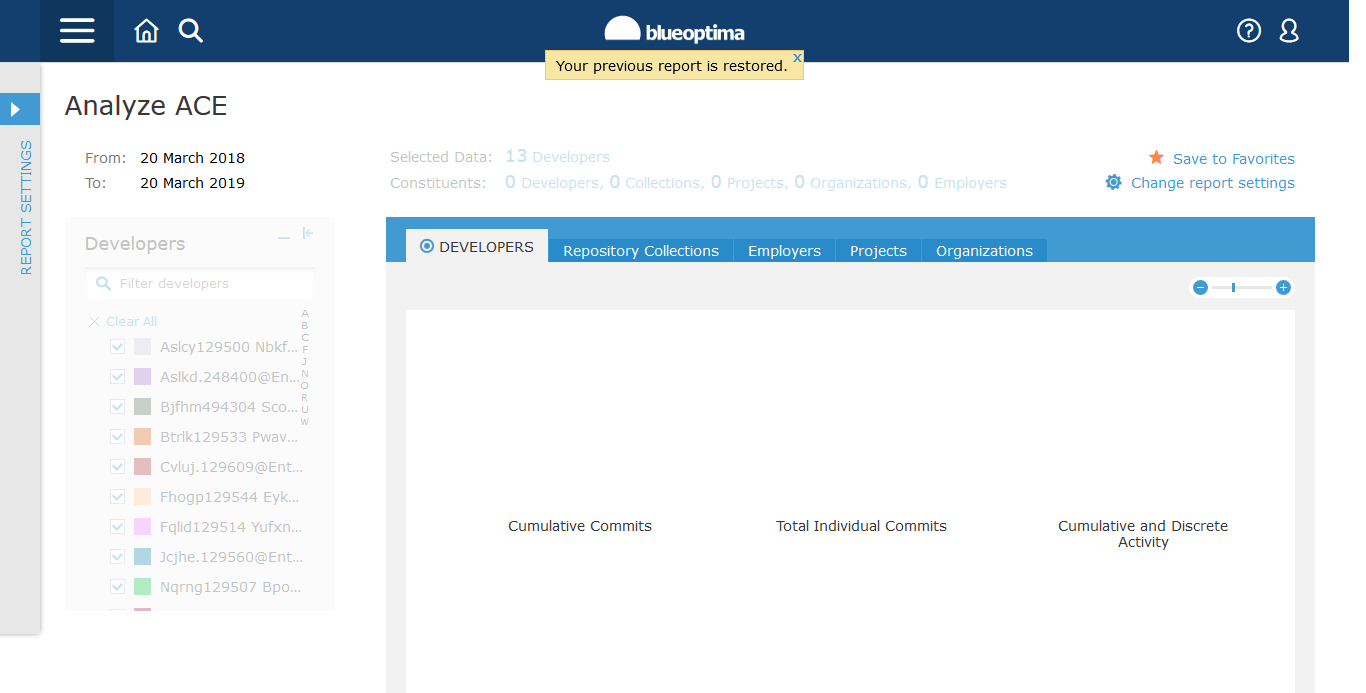 blueoptima
Your previous report is restored.
x
Analyze ACE
REPORT SETTINGS
From: 20 March 2018
To: 20 March 2019
Selected Data: 13 Developers
Constituents: 0 Developers, 0 Collections, 0 Projects, 0 Organizations, 0 Employers
Save to Favorites
Change report settings
Developers
Filter developers
Clear All
Aslcy129500 Nbkf...
Aslkd.248400@En...
Bjfhm494304 Sco...
Btrlk129533 Pwav...
Cvluj.129609@Ent...
Fhogp129544 Eyk...
Fqlid129514 Yufxn...
Jcjhe.129560@Ent...
Nqrng129507 Bpo...
A
B
C
F
J
N
O
R
U
W
DEVELOPERS
Repository Collections
Employers
Projects
Organizations
Cumulative Commits
Total Individual Commits
Cumulative and Discrete
Activity